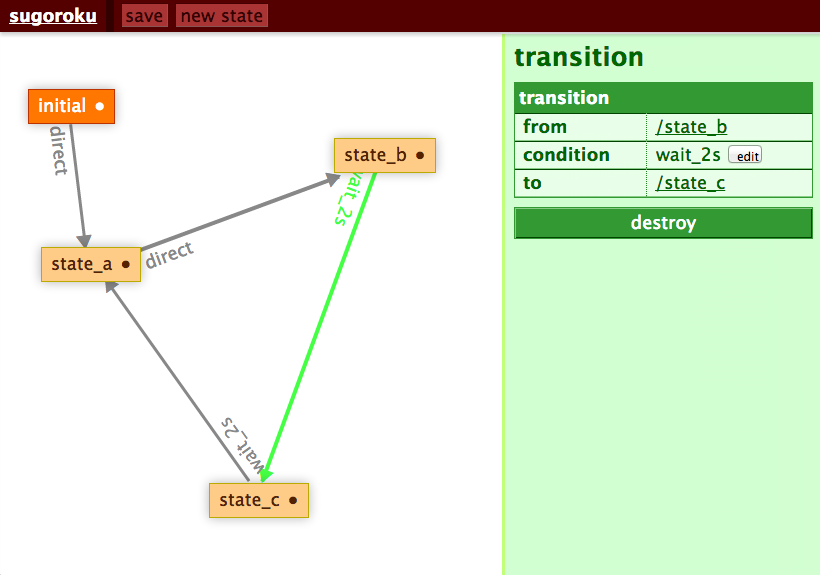 sugoroku save new state
transition
initial ●
direct
state_b ●
wait_2s
state_a ●
direct
wait_2s
state_c ●
transition
from /state_b
condition wait_2s edit
to /state_c
destroy